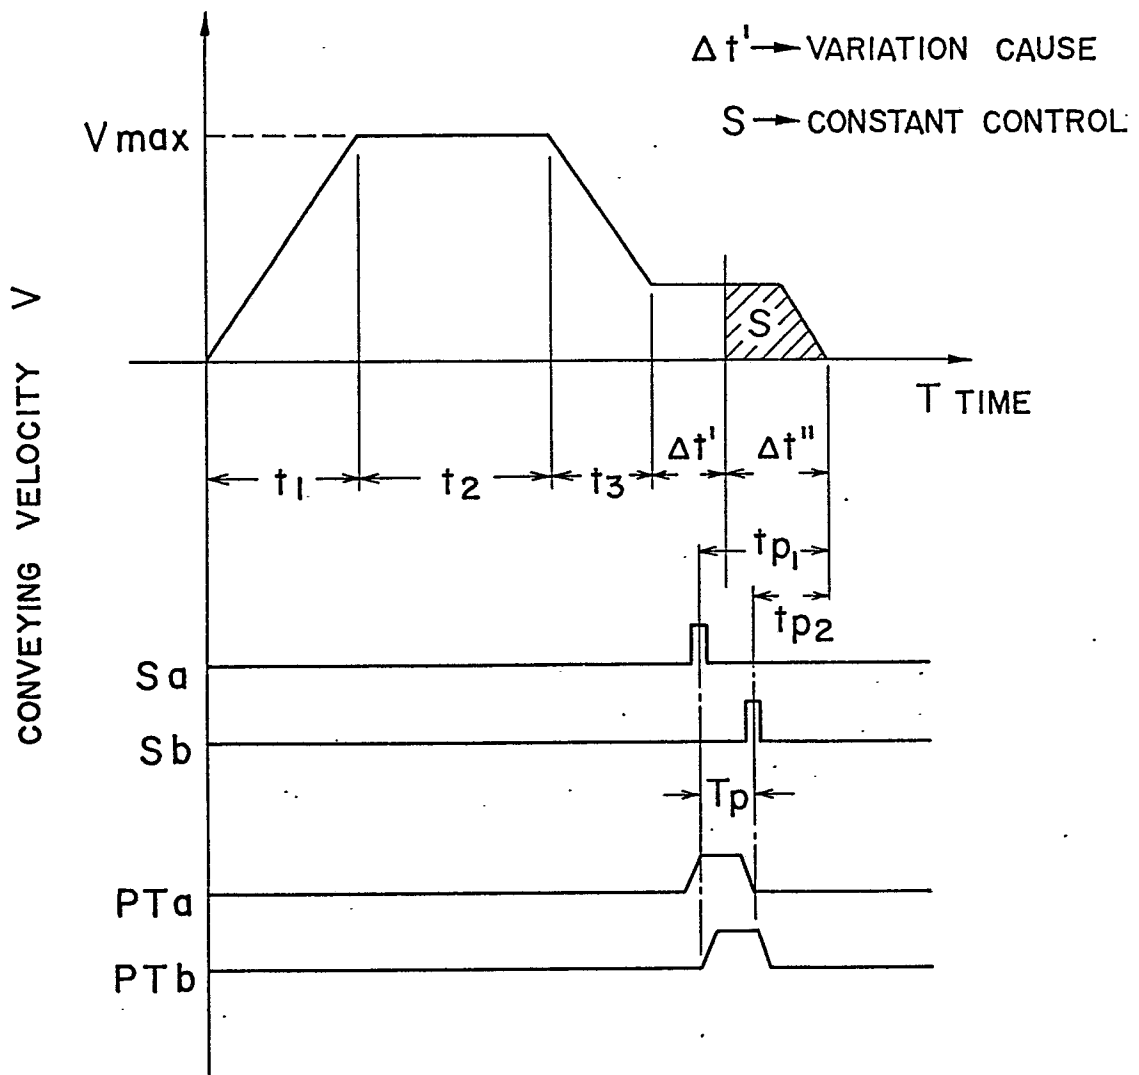 Δt'→VARIATION CAUSE
S→CONSTANT CONTROL
Vmax
CONVEYING VELOCITY V
S
T TIME
t1 t2 t3 Δt' Δt''
tp1
tp2
Sa
Sb
Tp
PTa
PTb